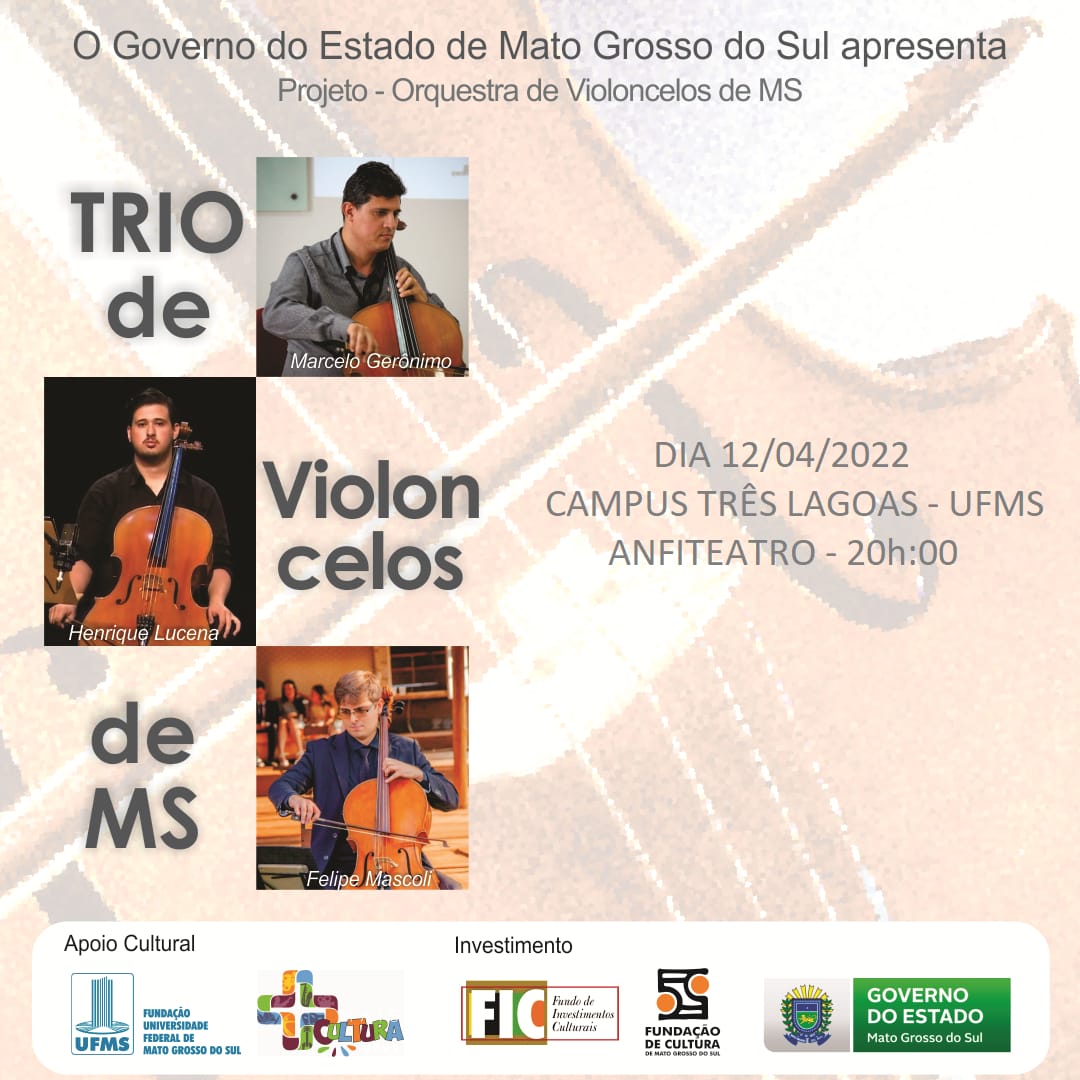 O Governo do Estado de Mato Grosso do Sul apresenta
Projeto - Orquestra de Violoncelos de MS
TRIO
de
Marcelo Gerônimo
Violon
celos
Henrique Lucena
de
MS
Felipe Mascoli
DIA 12/04/2022
CAMPUS TRÊS LAGOAS - UFMS
ANFITEATRO - 20h:00
Apoio Cultural
UFMS
FUNDAÇÃO
UNIVERSIDADE
FEDERAL DE
MATO GROSSO DO SUL
CULTURA
Investimento
FIC
Fundo de
Investimentos
Culturais
FUNDAÇÃO
DE CULTURA
DE MATO GROSSO DO SUL
GOVERNO
DO ESTADO
Mato Grosso do Sul